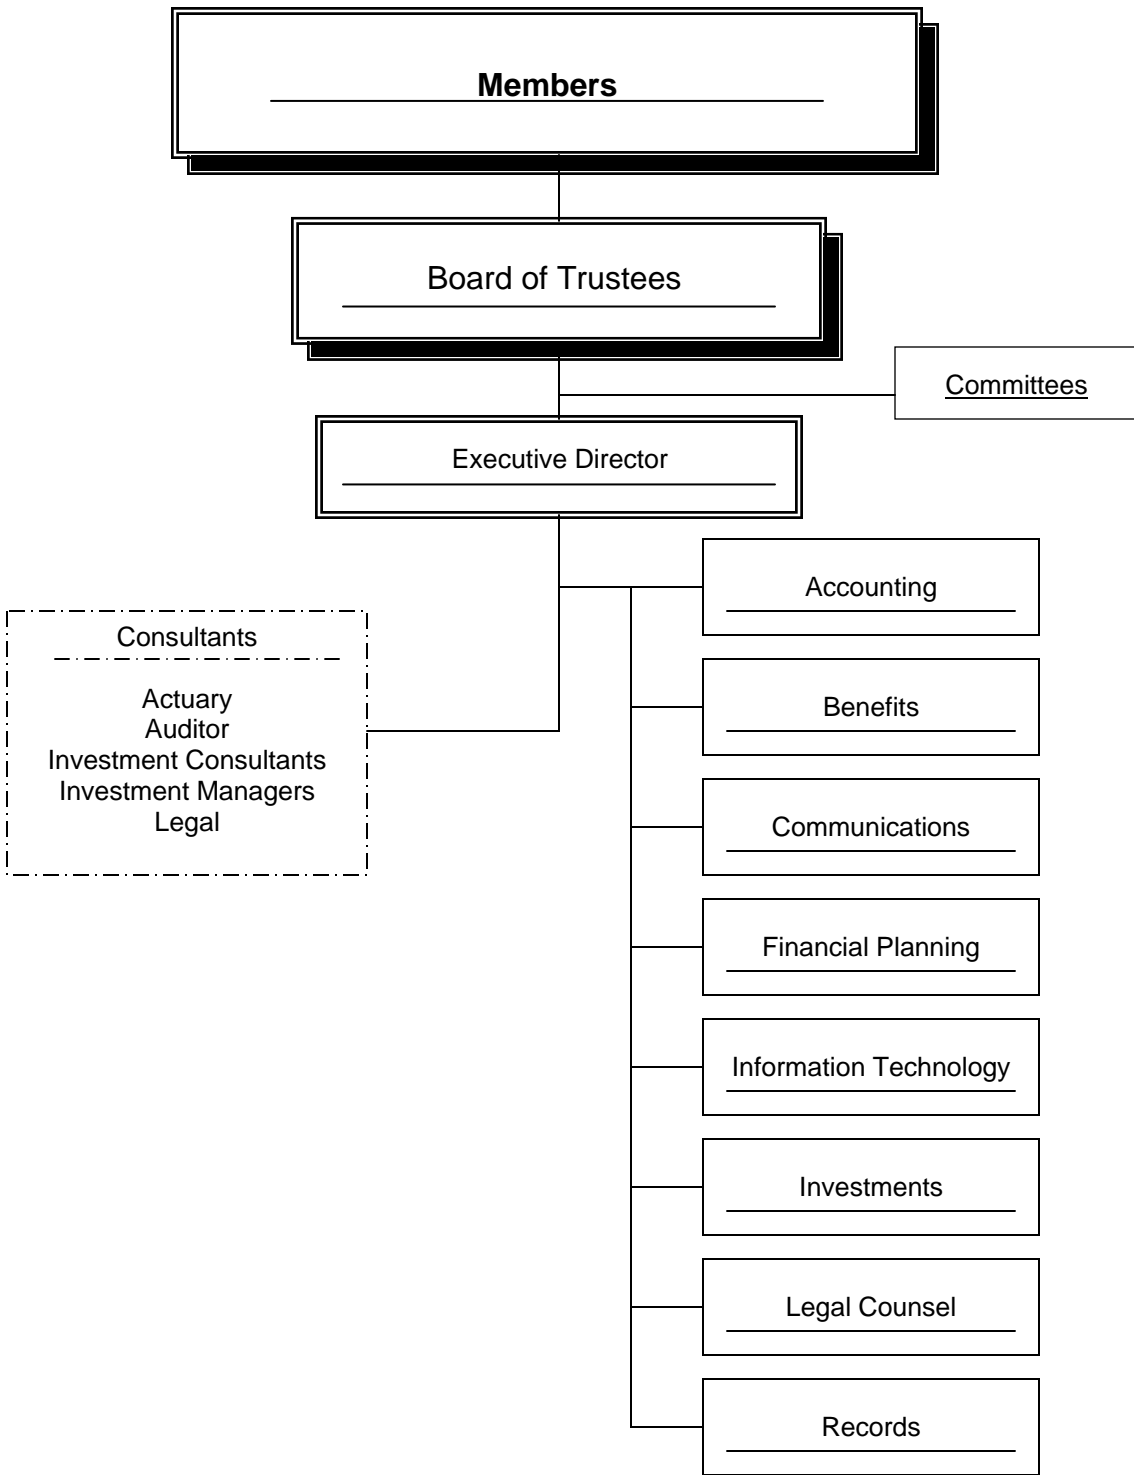 Members
Board of Trustees
Committees
Executive Director
Accounting
Consultants
Actuary
Auditor
Investment Consultants
Investment Managers
Legal
Benefits
Communications
Financial Planning
Information Technology
Investments
Legal Counsel
Records